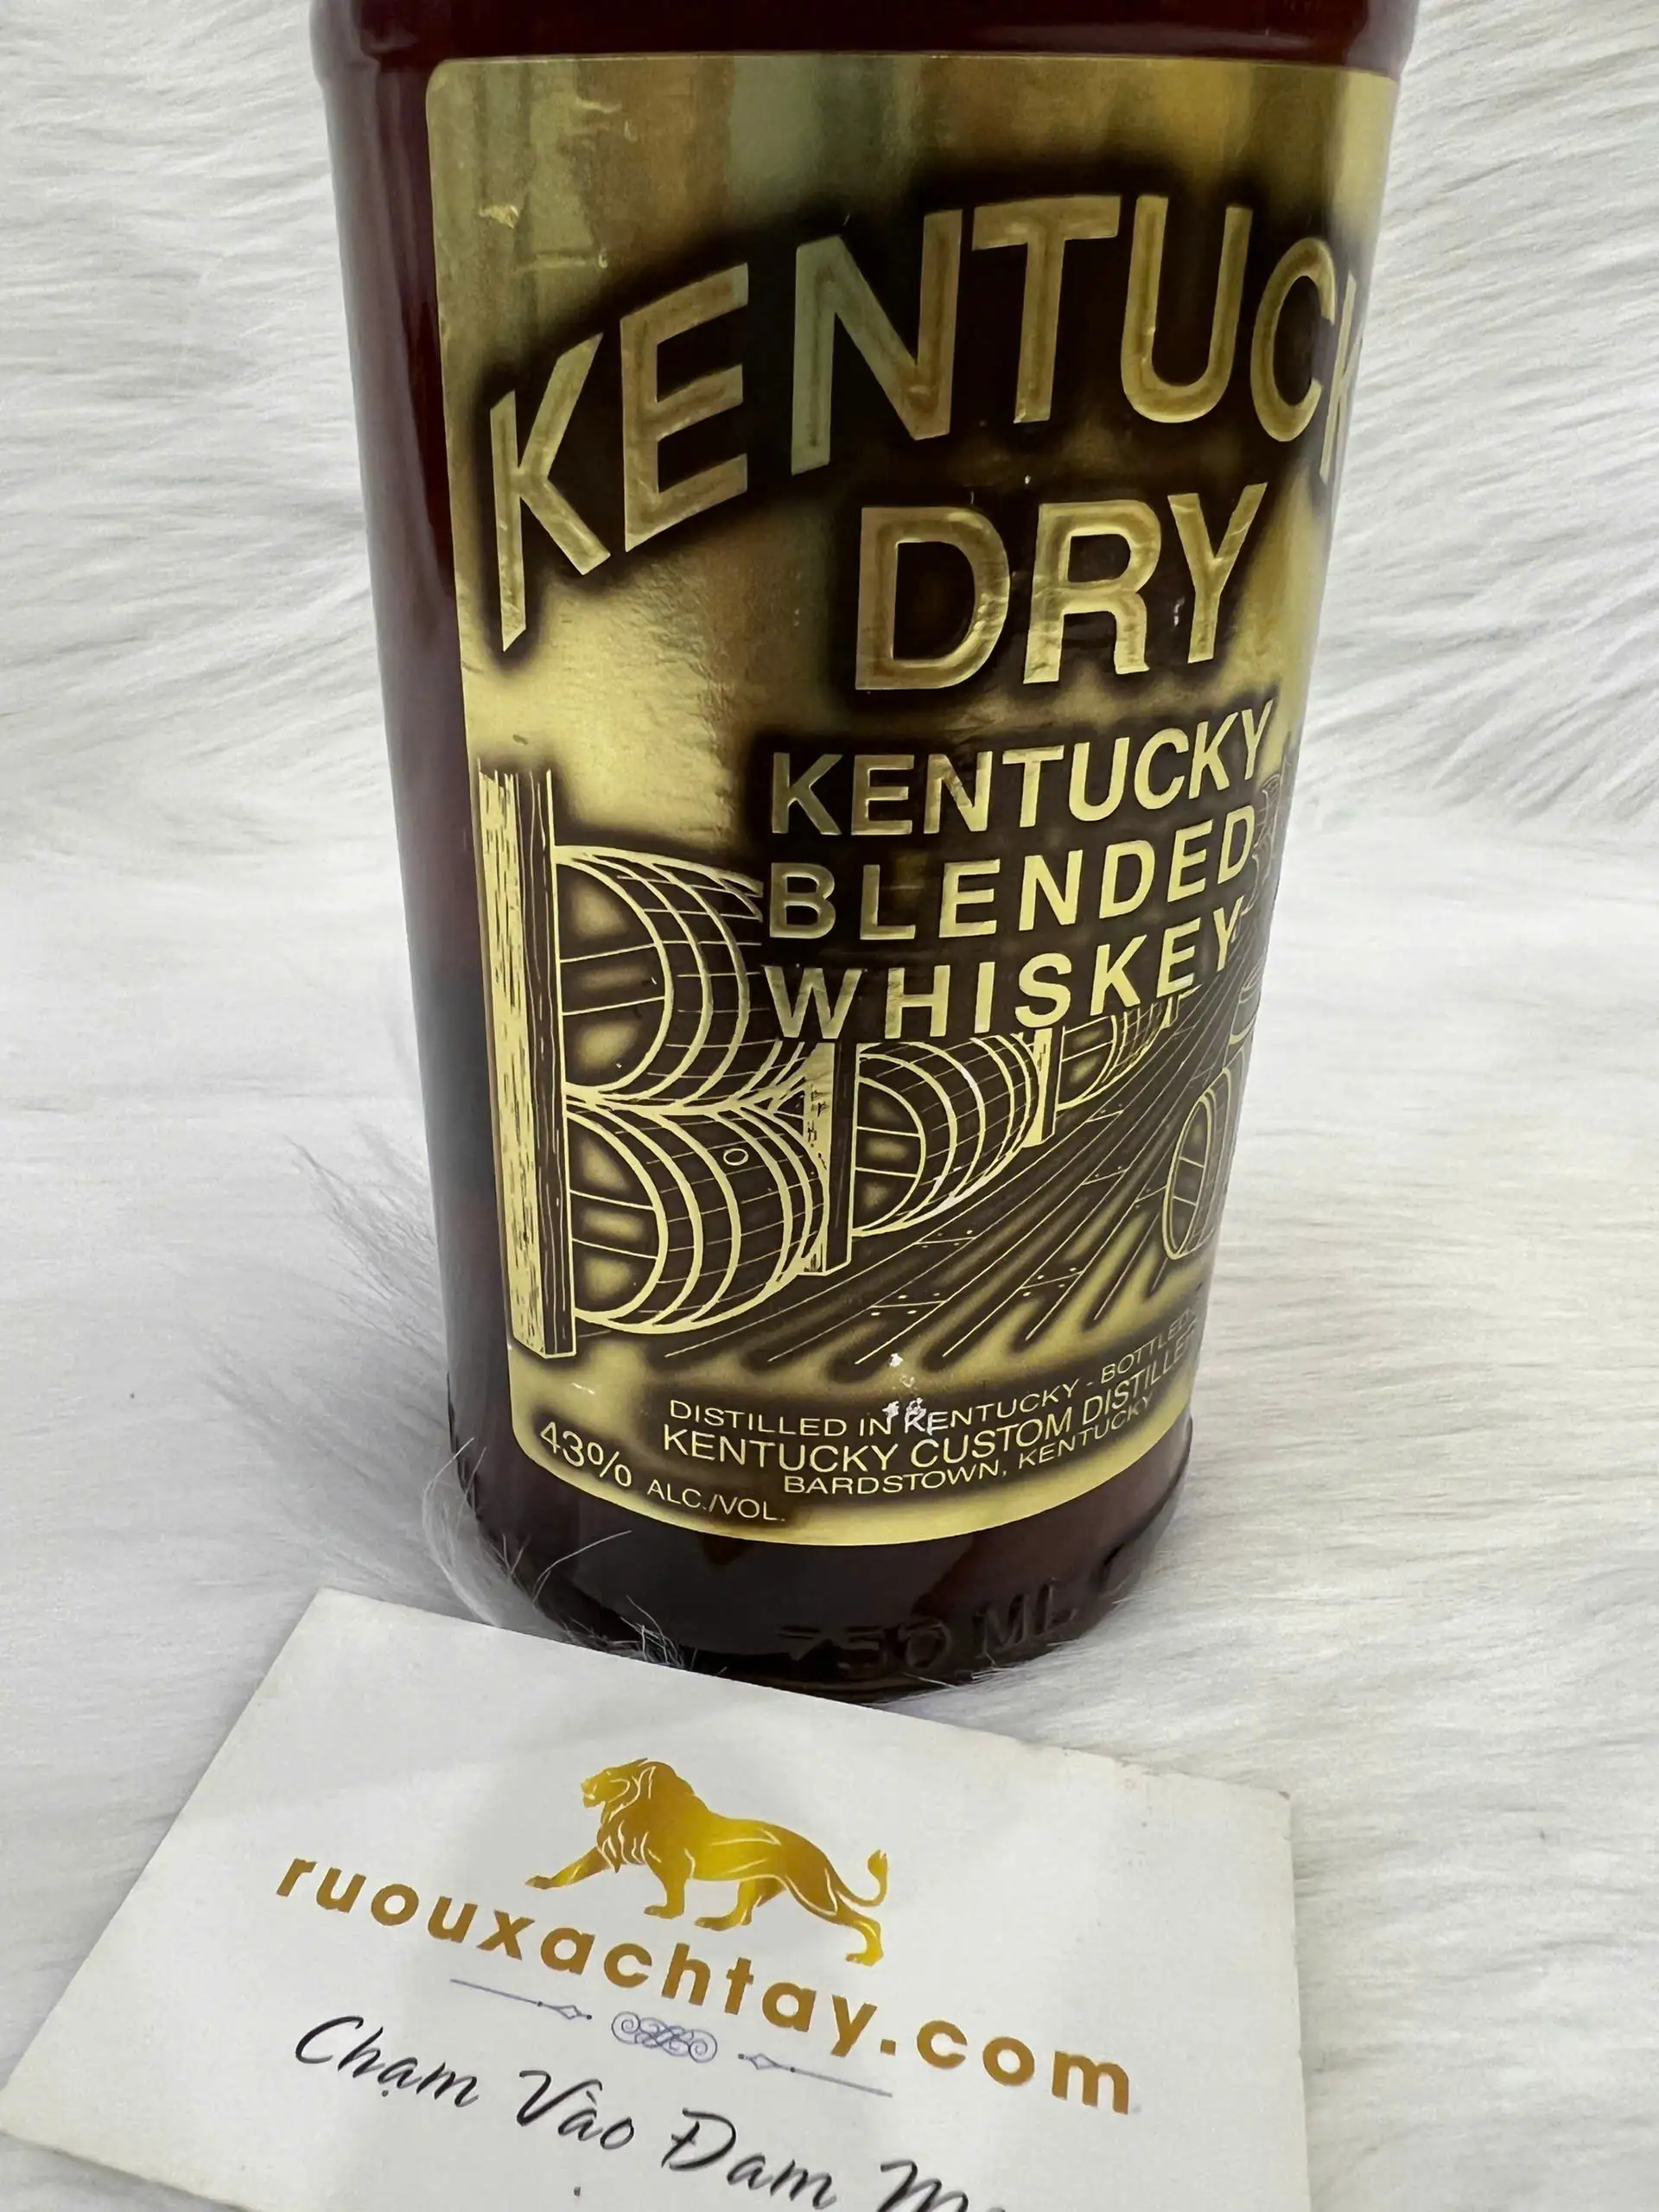 KENTUCK
DRY
KENTUCKY
BLENDED
WHISKEY
DISTILLED IN KENTUCKY - BOTTLED
KENTUCKY CUSTOM DISTILLE
BARDSTOWN, KENTUCKY
43% ALC./VOL.
750 ML
ruouxachtay.com
Chạm Vào Đam M